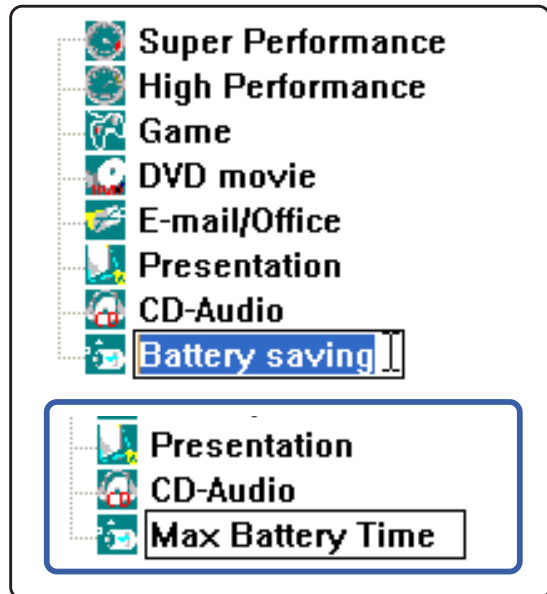 Super Performance
High Performance
Game
DVD movie
E-mail/Office
Presentation
CD-Audio
Battery saving
Presentation
CD-Audio
Max Battery Time